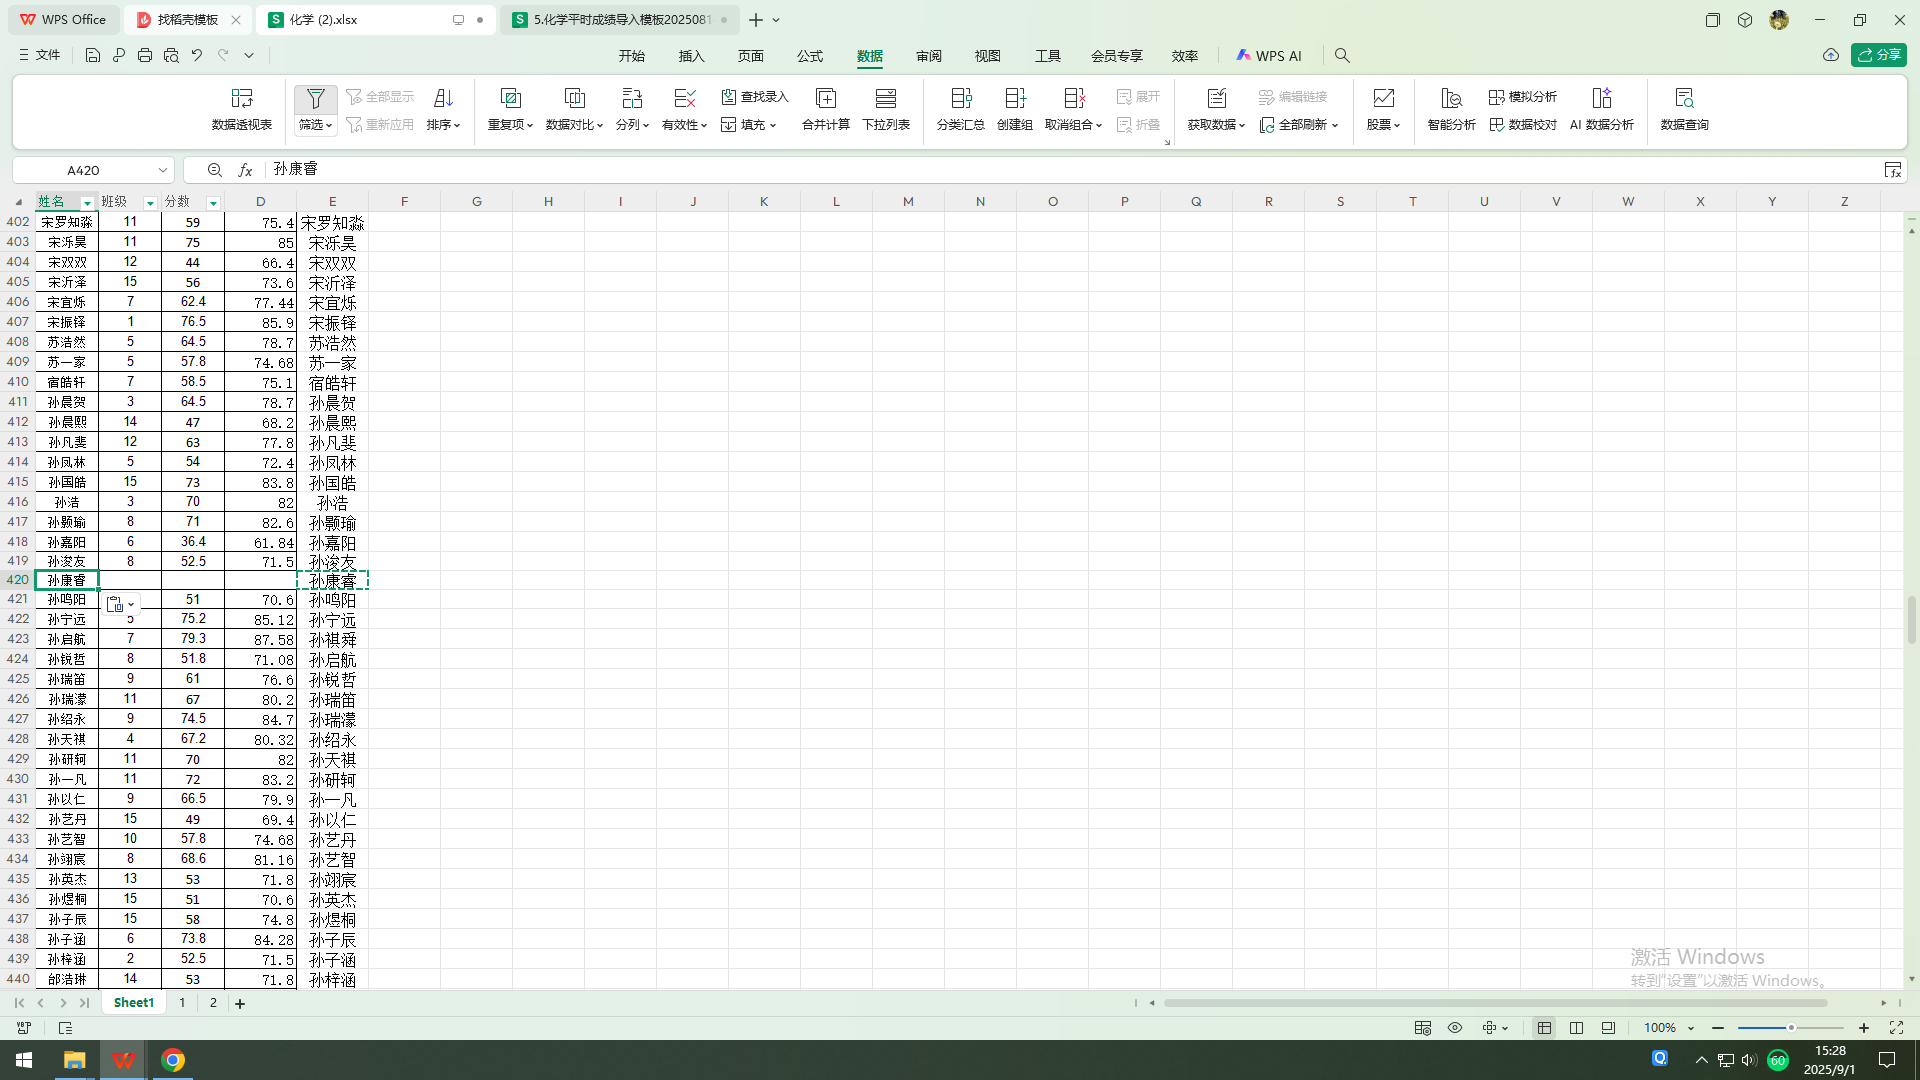 WPS Office 找稻壳模板 化学 (2).xlsx 5.化学平时成绩导入模板2025081
文件 开始 插入 页面 公式 数据 审阅 视图 工具 会员专享 效率 WPS AI 分享
数据透视表 筛选 全部显示 重新应用 排序 重复项 数据对比 分列 有效性 查找录入 填充 合并计算 下拉列表 分类汇总 创建组 取消组合 展开 折叠 获取数据 编辑链接 全部刷新 股票 智能分析 模拟分析 数据校对 AI 数据分析 数据查询
A420 fx 孙康睿
姓名 班级 分数 D E F G H I J K L M N O P Q R S T U V W X Y Z
402 宋罗知淼 11 59 75.4 宋罗知淼
403 宋泺昊 11 75 85 宋泺昊
404 宋双双 12 44 66.4 宋双双
405 宋沂泽 15 56 73.6 宋沂泽
406 宋宜烁 7 62.4 77.44 宋宜烁
407 宋振铎 1 76.5 85.9 宋振铎
408 苏浩然 5 64.5 78.7 苏浩然
409 苏一家 5 57.8 74.68 苏一家
410 宿皓轩 7 58.5 75.1 宿皓轩
411 孙晨贺 3 64.5 78.7 孙晨贺
412 孙晨熙 14 47 68.2 孙晨熙
413 孙凡斐 12 63 77.8 孙凡斐
414 孙凤林 5 54 72.4 孙凤林
415 孙国皓 15 73 83.8 孙国皓
416 孙浩 3 70 82 孙浩
417 孙颢瑜 8 71 82.6 孙颢瑜
418 孙嘉阳 6 36.4 61.84 孙嘉阳
419 孙浚友 8 52.5 71.5 孙浚友
420 孙康睿 孙康睿
421 孙鸣阳 51 70.6 孙鸣阳
422 孙宁远 5 75.2 85.12 孙宁远
423 孙启航 7 79.3 87.58 孙祺舜
424 孙锐哲 8 51.8 71.08 孙启航
425 孙瑞笛 9 61 76.6 孙锐哲
426 孙瑞濛 11 67 80.2 孙瑞笛
427 孙绍永 9 74.5 84.7 孙瑞濛
428 孙天祺 4 67.2 80.32 孙绍永
429 孙研轲 11 70 82 孙天祺
430 孙一凡 11 72 83.2 孙研轲
431 孙以仁 9 66.5 79.9 孙一凡
432 孙艺丹 15 49 69.4 孙以仁
433 孙艺智 10 57.8 74.68 孙艺丹
434 孙翊宸 8 68.6 81.16 孙艺智
435 孙英杰 13 53 71.8 孙翊宸
436 孙煜桐 15 51 70.6 孙英杰
437 孙子辰 15 58 74.8 孙煜桐
438 孙子涵 6 73.8 84.28 孙子辰
439 孙梓涵 2 52.5 71.5 孙子涵
440 邰浩琳 14 53 71.8 孙梓涵
激活 Windows
转到"设置"以激活 Windows。
Sheet1 1 2
100%
60 15:28
2025/9/1